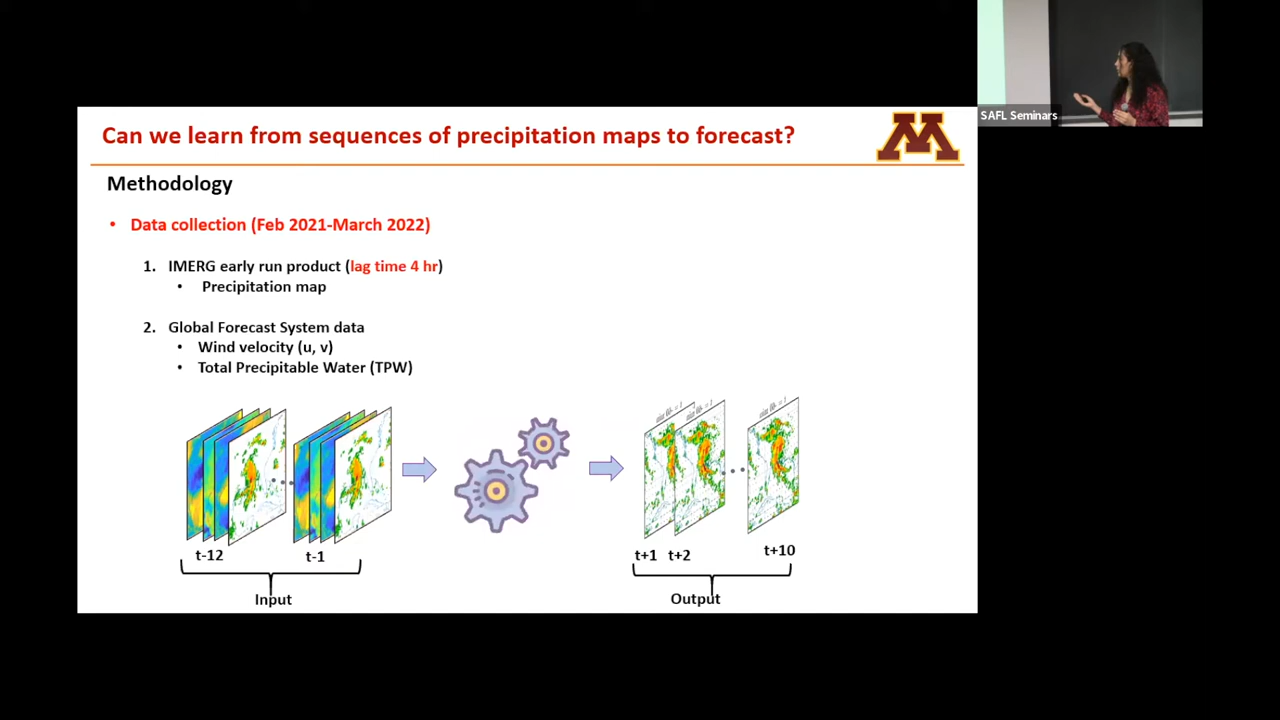 SAFL Seminars
Can we learn from sequences of precipitation maps to forecast?
M
Methodology
• Data collection (Feb 2021-March 2022)
1. IMERG early run product (lag time 4 hr)
• Precipitation map
2. Global Forecast System data
• Wind velocity (u, v)
• Total Precipitable Water (TPW)
t-12
t-1
t+1
t+2
t+10
Input
Output